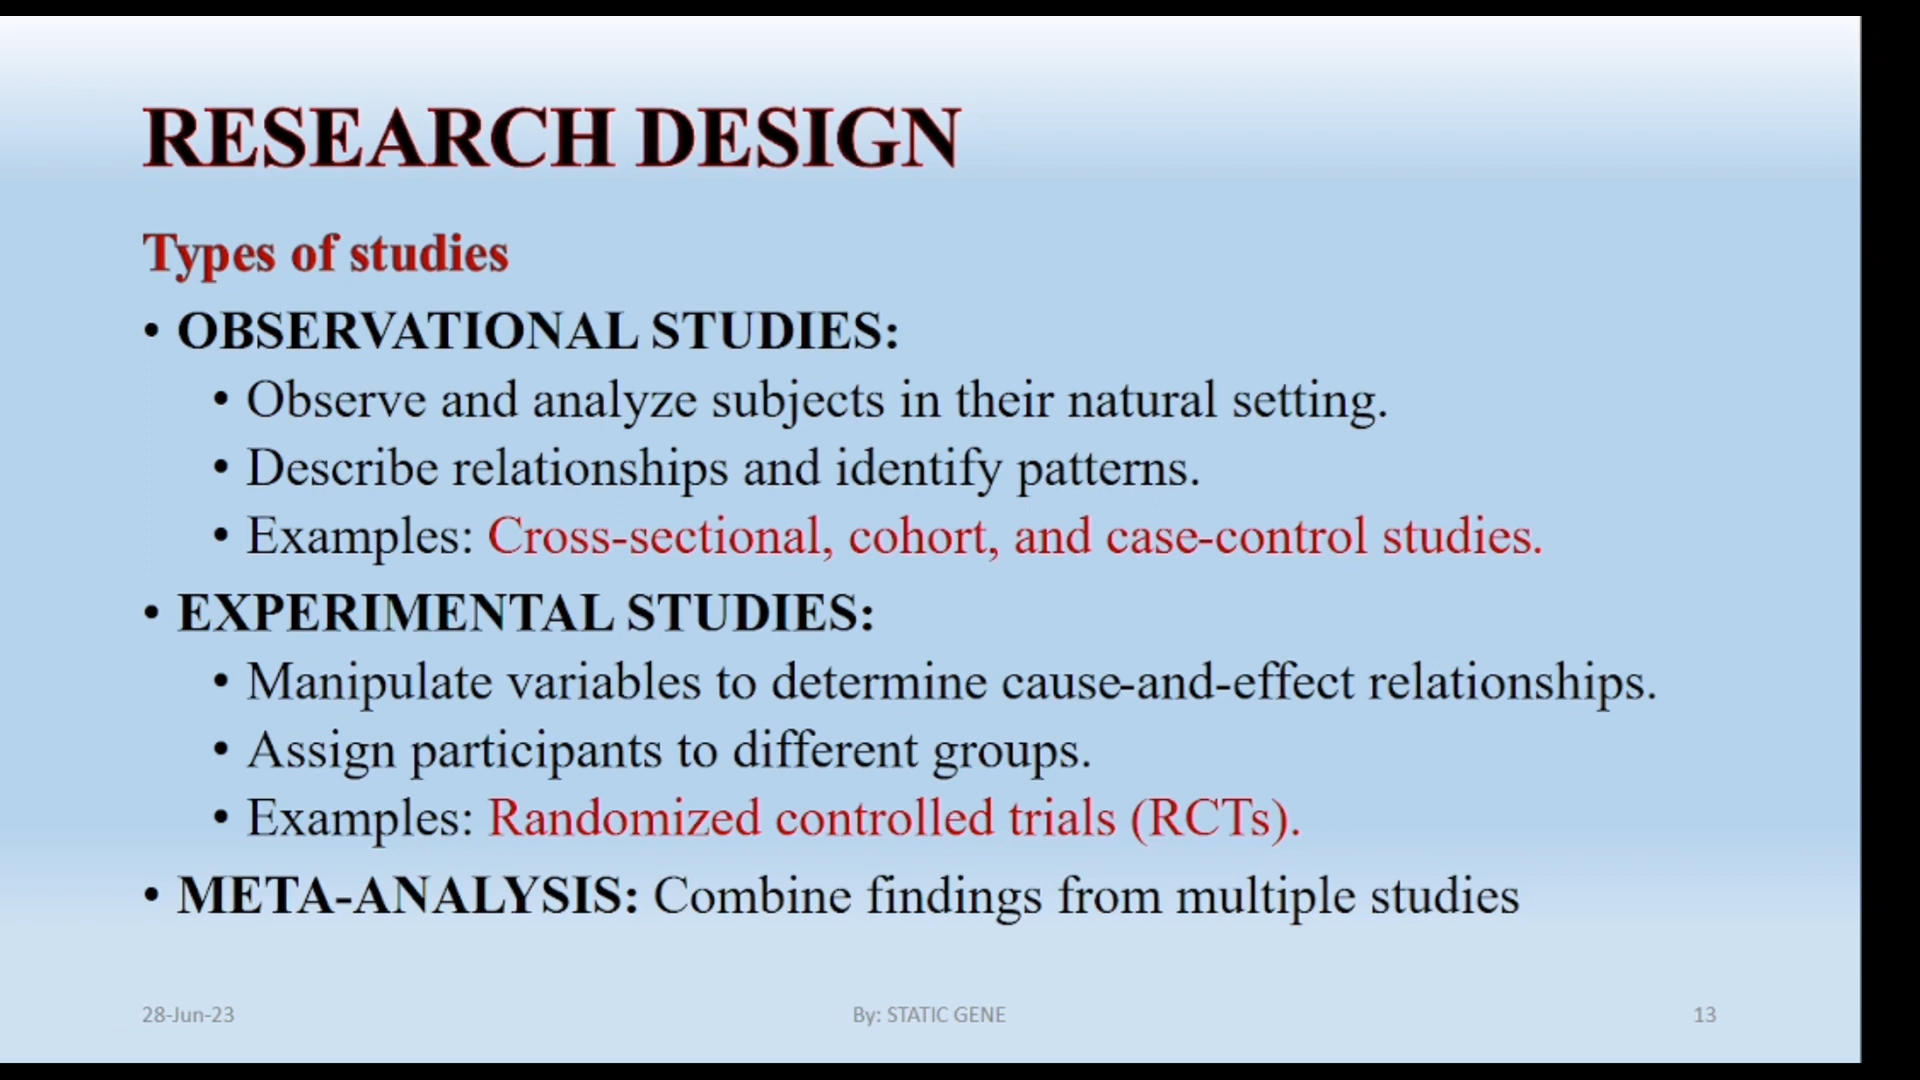 RESEARCH DESIGN
Types of studies
• OBSERVATIONAL STUDIES:
• Observe and analyze subjects in their natural setting.
• Describe relationships and identify patterns.
• Examples: Cross-sectional, cohort, and case-control studies.
• EXPERIMENTAL STUDIES:
• Manipulate variables to determine cause-and-effect relationships.
• Assign participants to different groups.
• Examples: Randomized controlled trials (RCTs).
• META-ANALYSIS: Combine findings from multiple studies
28-Jun-23 By: STATIC GENE 13